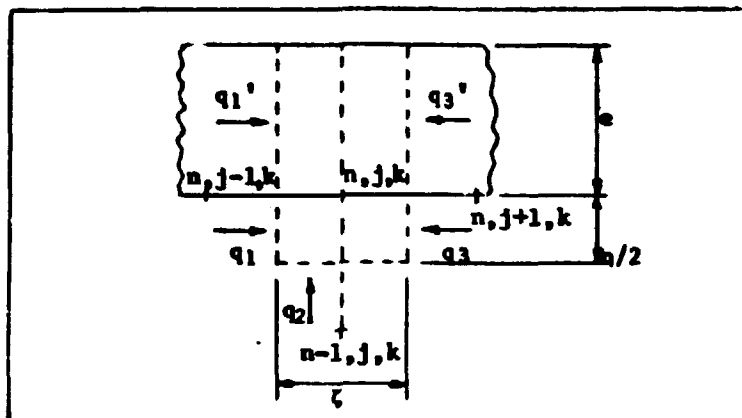 q1' q3'
e
n,j-1,k n,j,k
n,j+1,k
q1 q3 η/2
q2
n-1,j,k
ζ